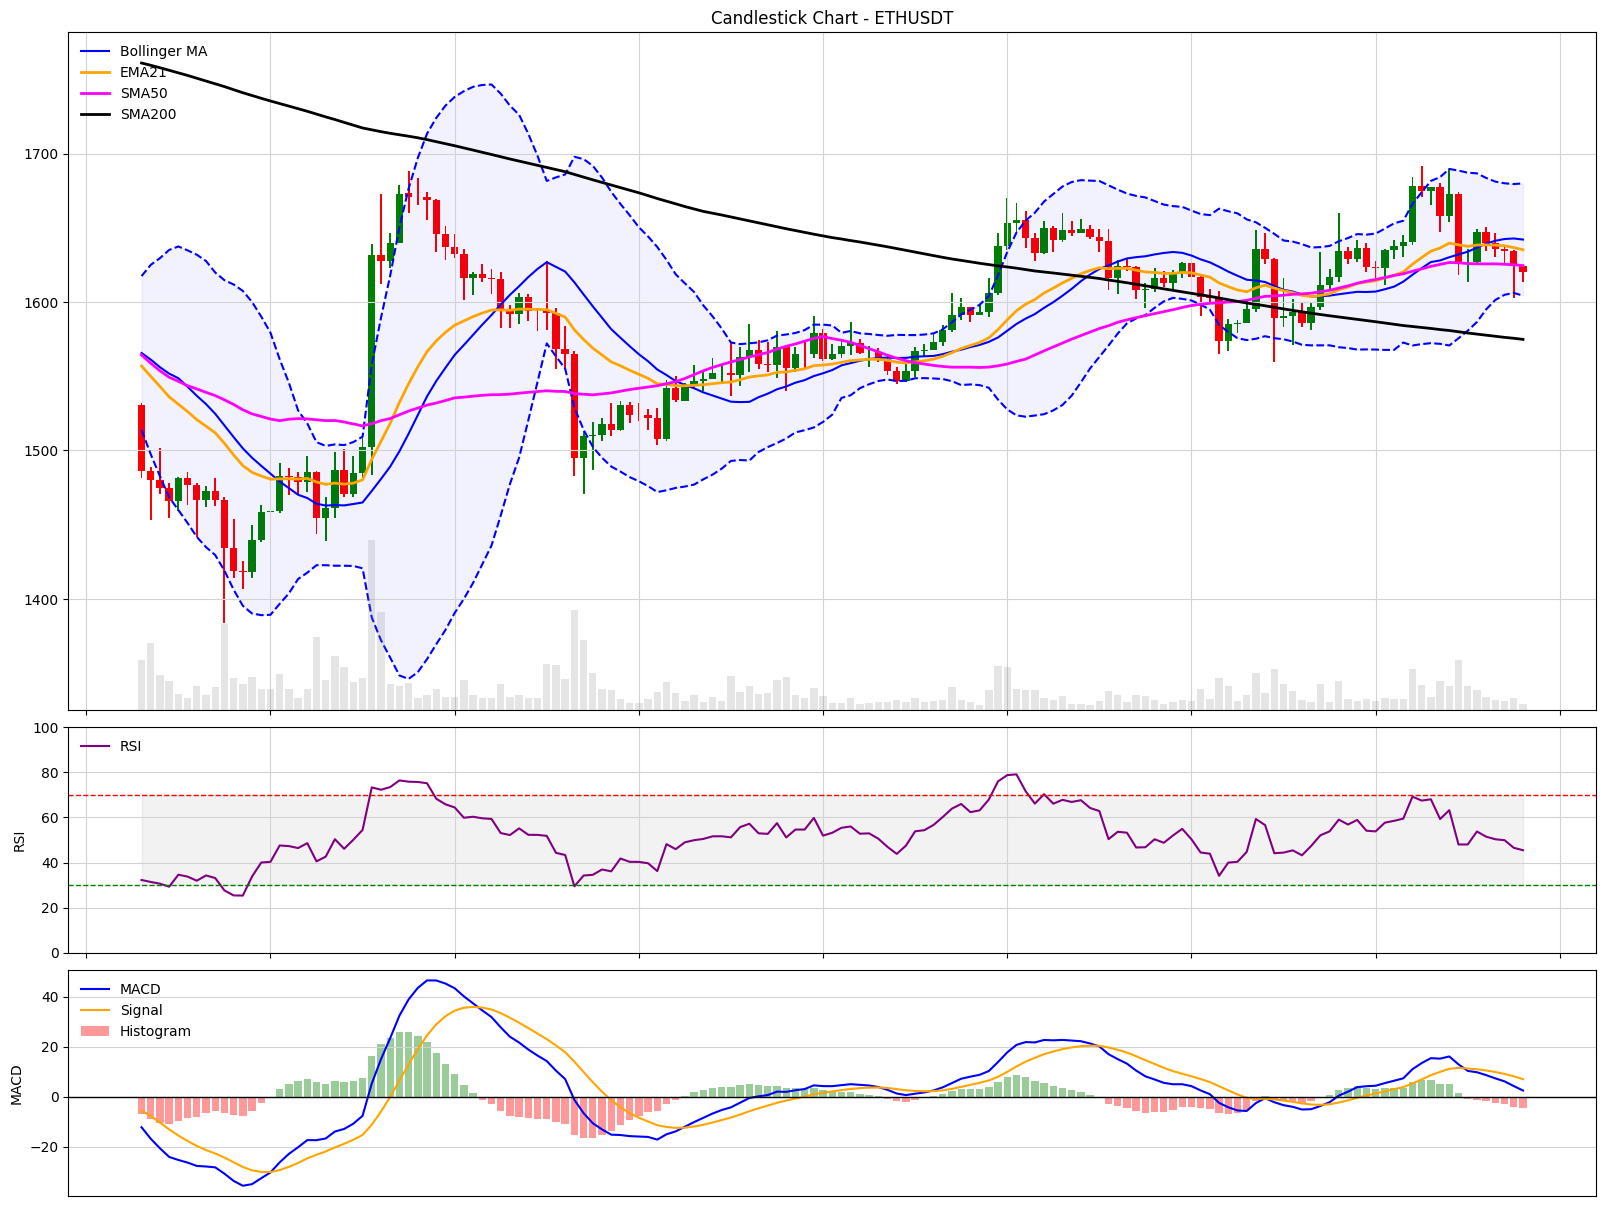 Candlestick Chart - ETHUSDT
Bollinger MA
EMA21
SMA50
SMA200
1700
1600
1500
1400
100
80
60
40
20
0
RSI
RSI
40
20
0
−20
MACD
MACD
Signal
Histogram